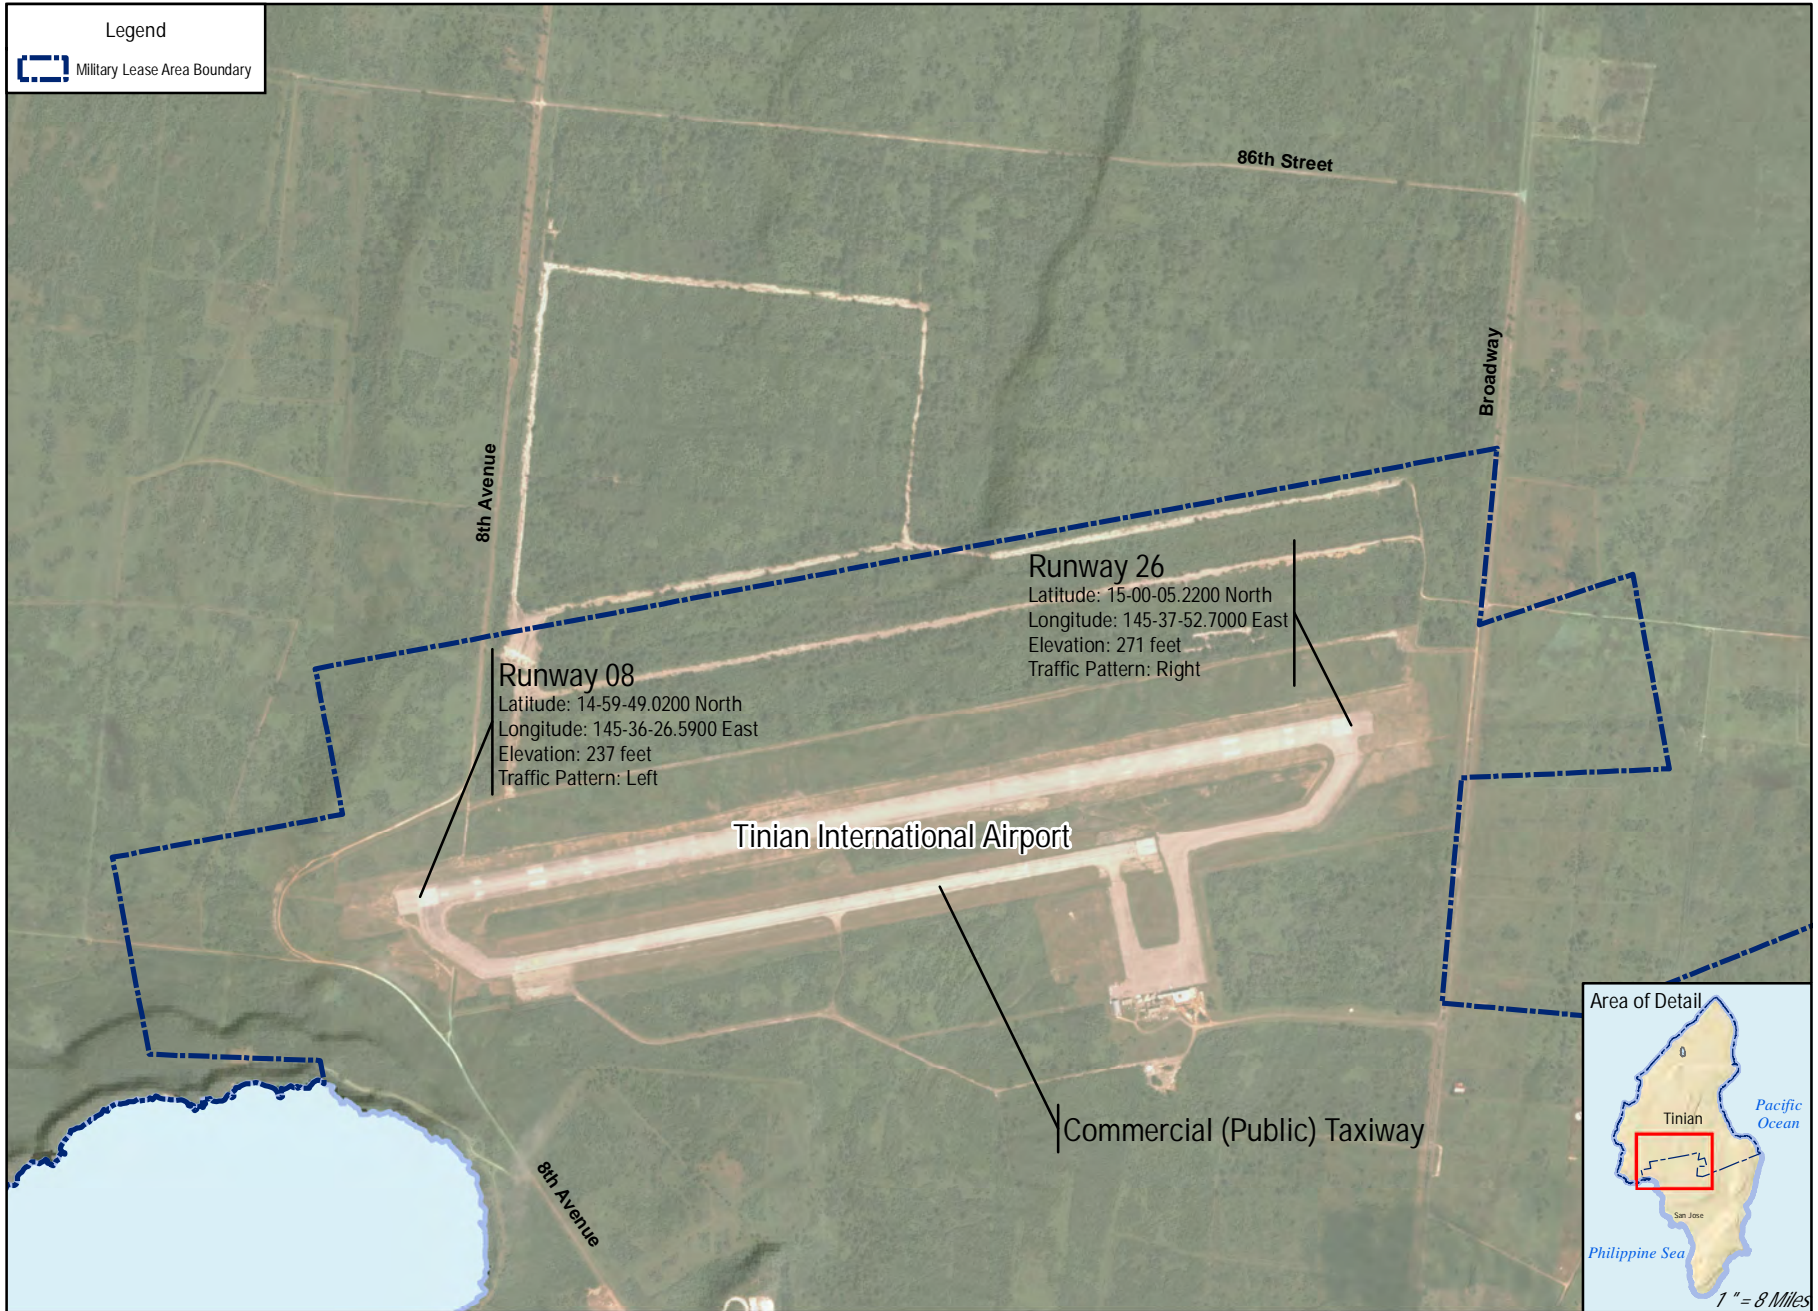 Legend
Military Lease Area Boundary
86th Street
Broadway
8th Avenue
Runway 26
Latitude: 15-00-05.2200 North
Longitude: 145-37-52.7000 East
Elevation: 271 feet
Traffic Pattern: Right
Runway 08
Latitude: 14-59-49.0200 North
Longitude: 145-36-26.5900 East
Elevation: 237 feet
Traffic Pattern: Left
Tinian International Airport
Commercial (Public) Taxiway
8th Avenue
Area of Detail
Tinian
Pacific
Ocean
San Jose
Philippine Sea
1 " = 8 Miles